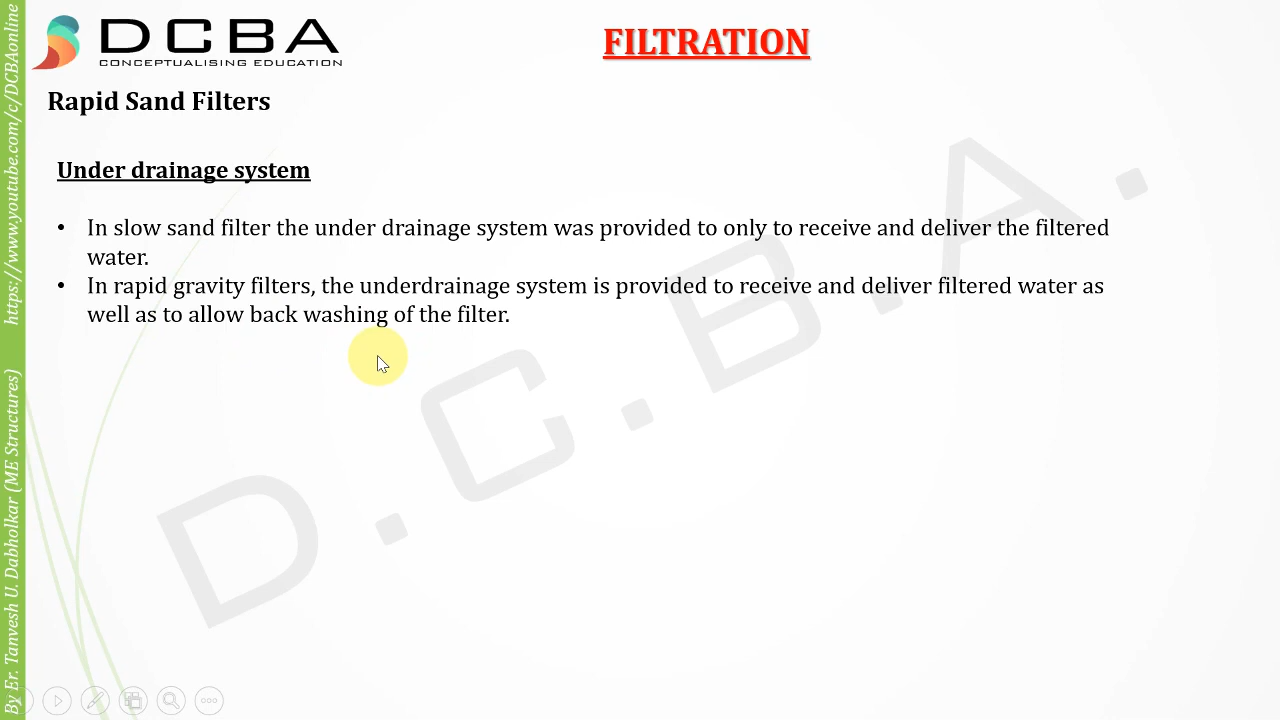 DCBA
CONCEPTUALISING EDUCATION
FILTRATION
Rapid Sand Filters
Under drainage system
• In slow sand filter the under drainage system was provided to only to receive and deliver the filtered
water.
• In rapid gravity filters, the underdrainage system is provided to receive and deliver filtered water as
well as to allow back washing of the filter.
D.C.B.A.
By Er. Tanvesh U. Dabholkar (ME Structures) https://www.youtube.com/c/DCBAonline